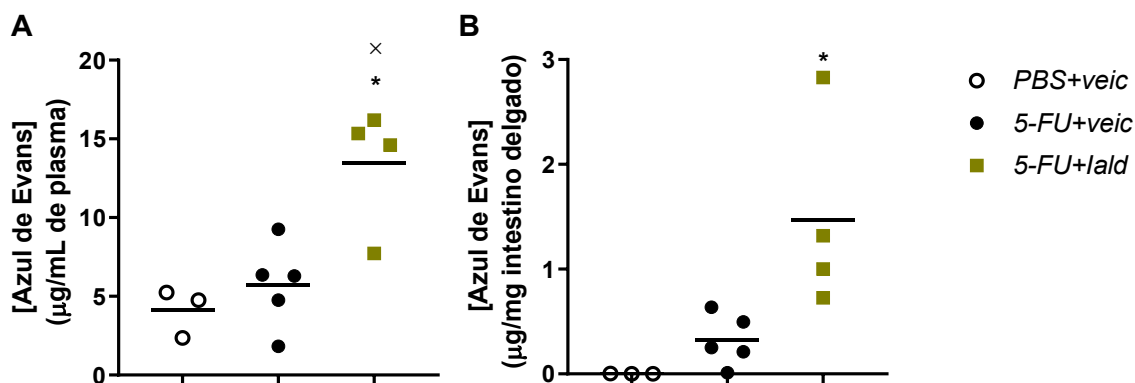 A
[Azul de Evans]
(μg/mL de plasma)
20
15
10
5
0
×
*
B
[Azul de Evans]
(μg/mg intestino delgado)
3
2
1
0
*
PBS+veic
5-FU+veic
5-FU+Iald